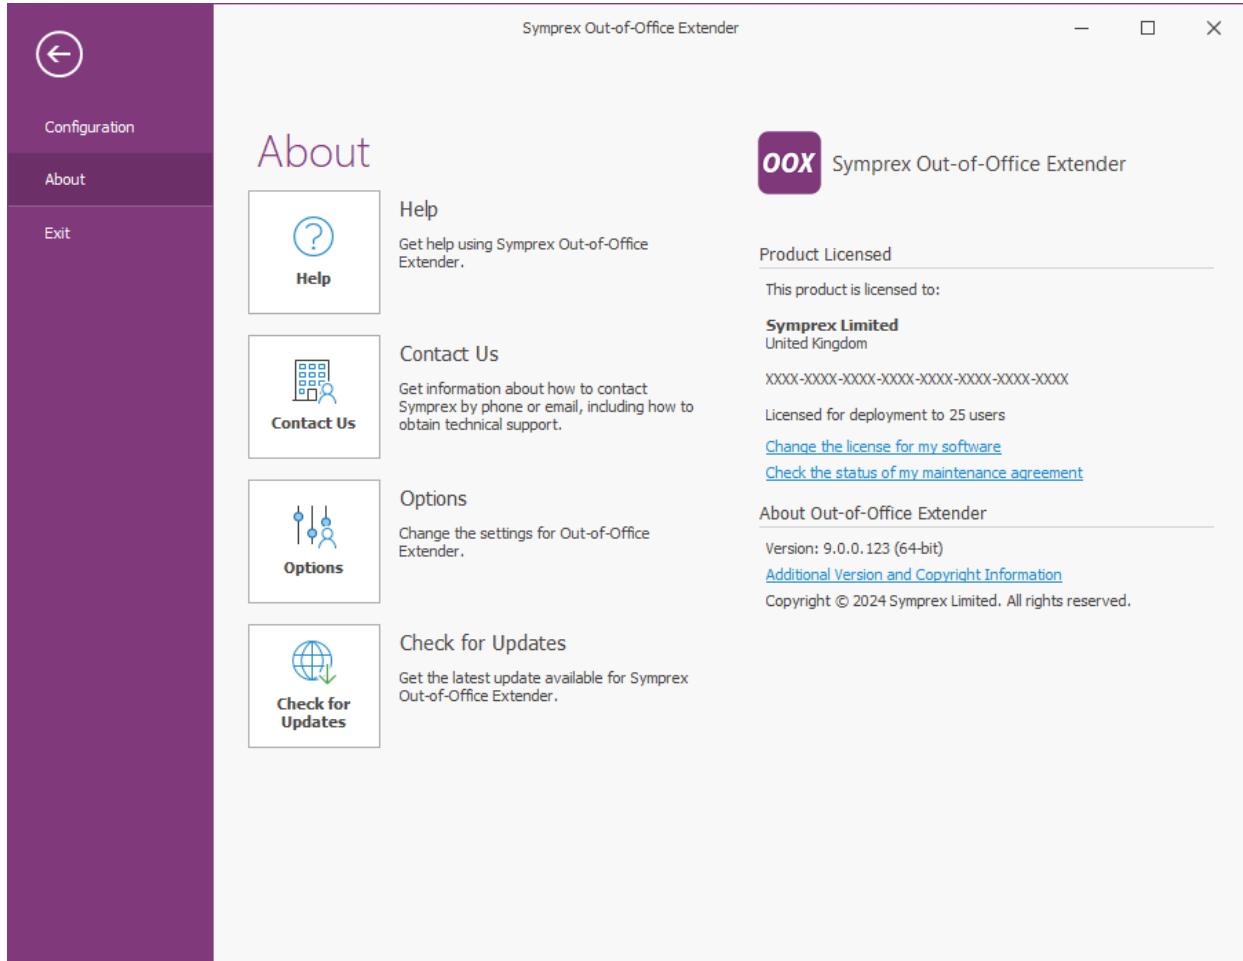 Symprex Out-of-Office Extender
Configuration
About
Exit
About
Help
Help
Get help using Symprex Out-of-Office
Extender.
Contact Us
Contact Us
Get information about how to contact
Symprex by phone or email, including how to
obtain technical support.
Options
Options
Change the settings for Out-of-Office
Extender.
Check for
Updates
Check for Updates
Get the latest update available for Symprex
Out-of-Office Extender.
OOX
Symprex Out-of-Office Extender
Product Licensed
This product is licensed to:
Symprex Limited
United Kingdom
XXXX-XXXX-XXXX-XXXX-XXXX-XXXX-XXXX-XXXX
Licensed for deployment to 25 users
Change the license for my software
Check the status of my maintenance agreement
About Out-of-Office Extender
Version: 9.0.0.123 (64-bit)
Additional Version and Copyright Information
Copyright © 2024 Symprex Limited. All rights reserved.